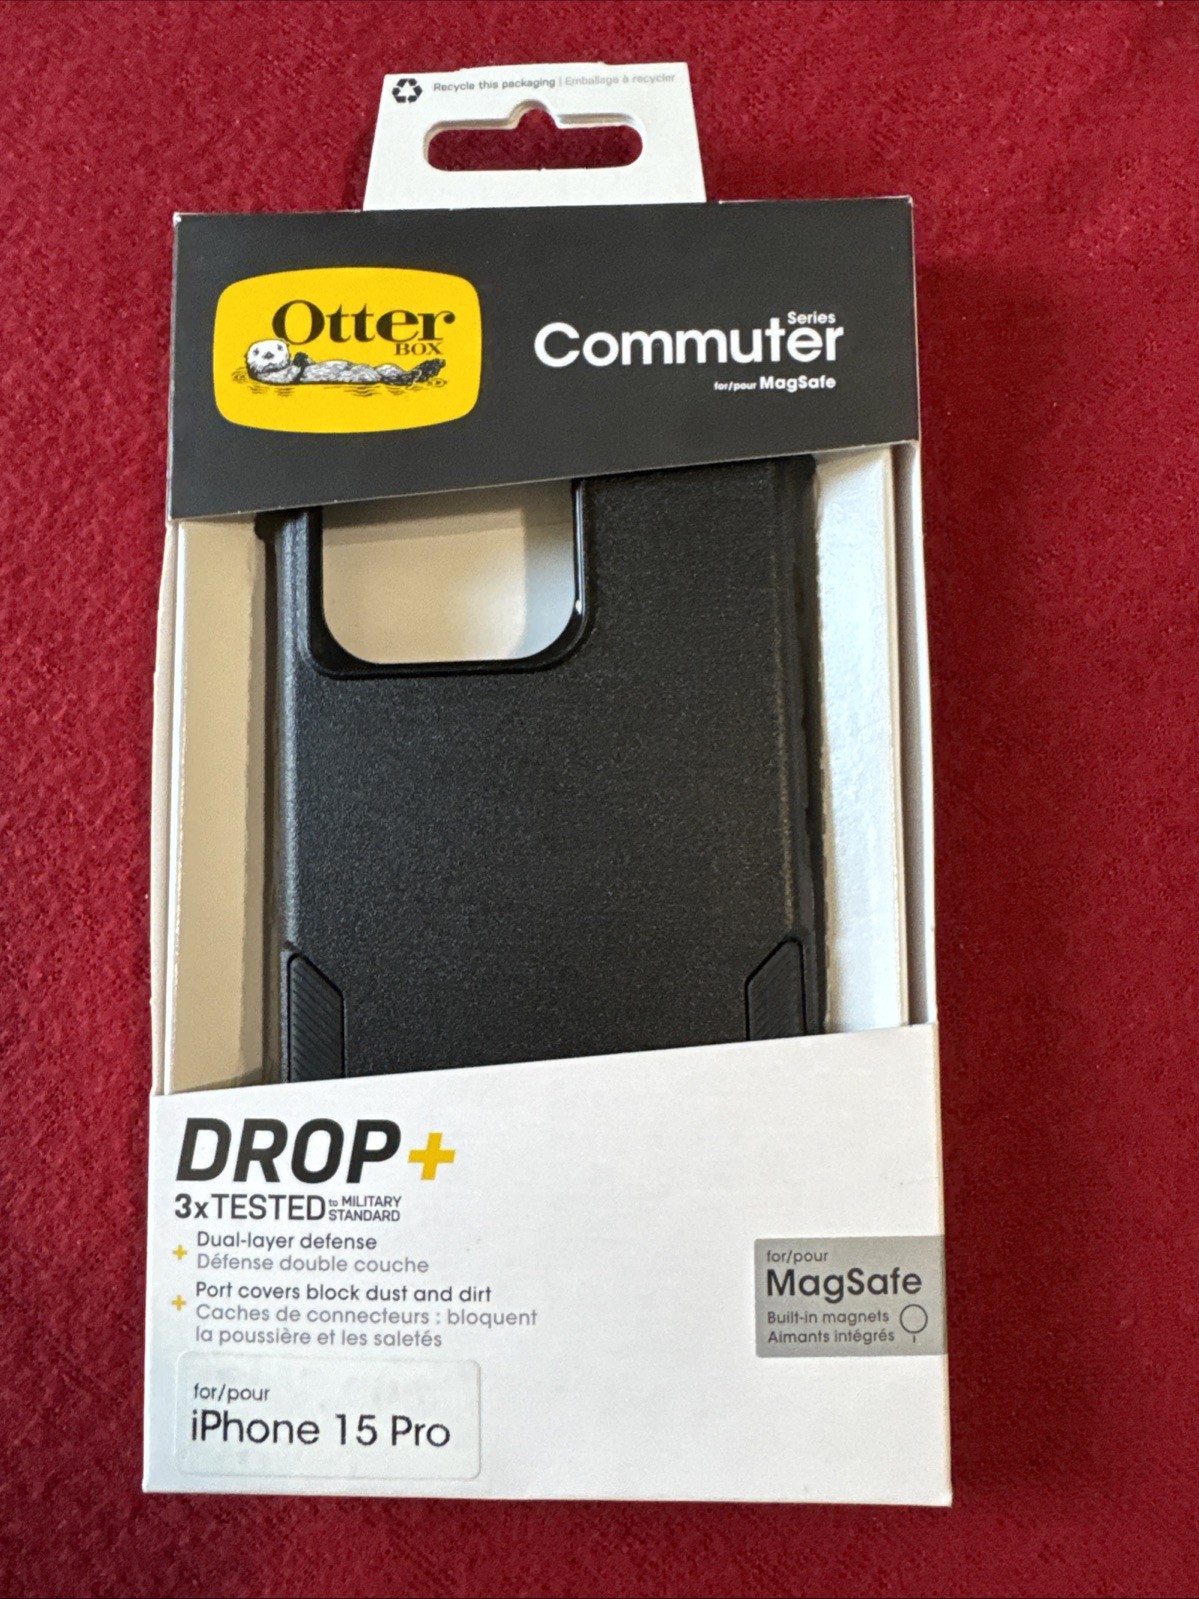 Recycle this packaging | Emballage à recycler
Otter
BOX
Series
Commuter
for/pour MagSafe
DROP+
3xTESTED to MILITARY STANDARD
+ Dual-layer defense
Défense double couche
+ Port covers block dust and dirt
Caches de connecteurs : bloquent
la poussière et les saletés
for/pour
MagSafe
Built-in magnets
Aimants intégrés
for/pour
iPhone 15 Pro